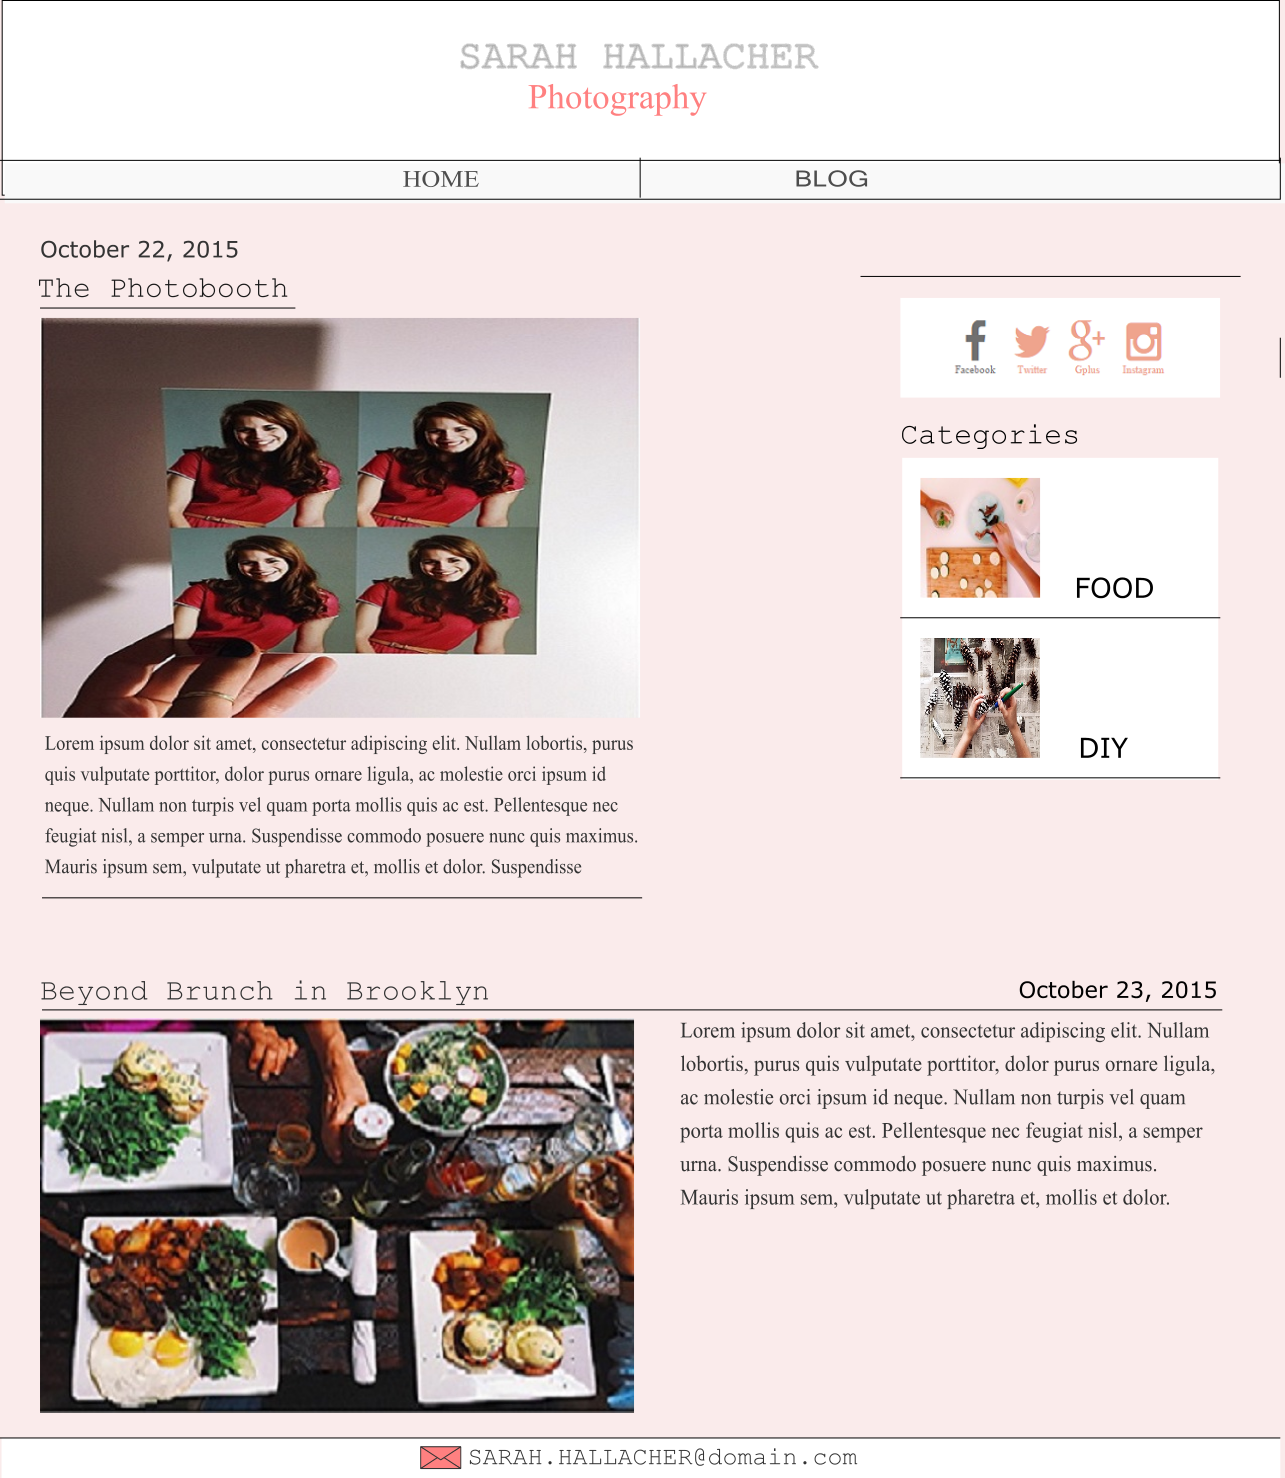 SARAH HALLACHER
Photography
HOME
BLOG
October 22, 2015
The Photobooth
Lorem ipsum dolor sit amet, consectetur adipiscing elit. Nullam lobortis, purus
quis vulputate porttitor, dolor purus ornare ligula, ac molestie orci ipsum id
neque. Nullam non turpis vel quam porta mollis quis ac est. Pellentesque nec
feugiat nisl, a semper urna. Suspendisse commodo posuere nunc quis maximus.
Mauris ipsum sem, vulputate ut pharetra et, mollis et dolor. Suspendisse
Facebook
Twitter
Gplus
Instagram
Categories
FOOD
DIY
Beyond Brunch in Brooklyn
October 23, 2015
Lorem ipsum dolor sit amet, consectetur adipiscing elit. Nullam
lobortis, purus quis vulputate porttitor, dolor purus ornare ligula,
ac molestie orci ipsum id neque. Nullam non turpis vel quam
porta mollis quis ac est. Pellentesque nec feugiat nisl, a semper
urna. Suspendisse commodo posuere nunc quis maximus.
Mauris ipsum sem, vulputate ut pharetra et, mollis et dolor.
SARAH.HALLACHER@domain.com